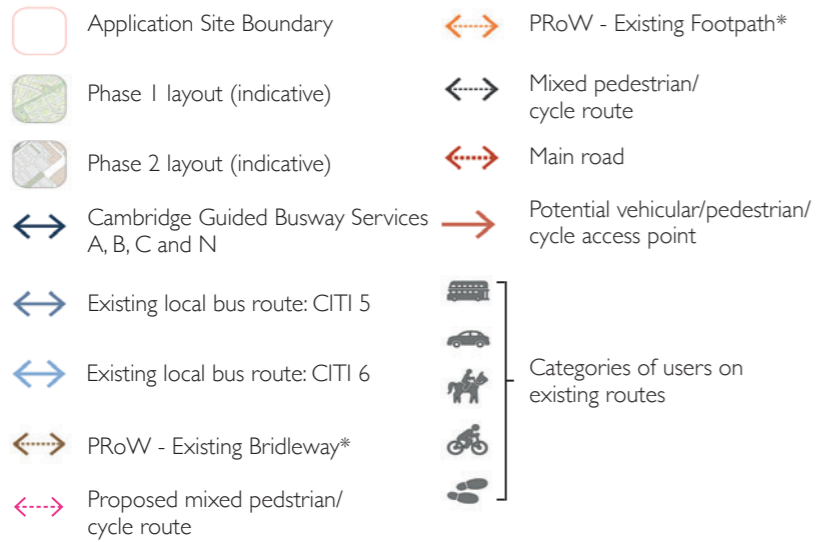 Application Site Boundary
Phase 1 layout (indicative)
Phase 2 layout (indicative)
Cambridge Guided Busway Services
A, B, C and N
Existing local bus route: CITI 5
Existing local bus route: CITI 6
PRoW - Existing Bridleway*
Proposed mixed pedstrian/
cycle route
PRoW - Existing Footpath*
Mixed pedestrian/
cycle route
Main road
Potential vehicular/pedestrian/
cycle access point
Categories of users on
existing routes